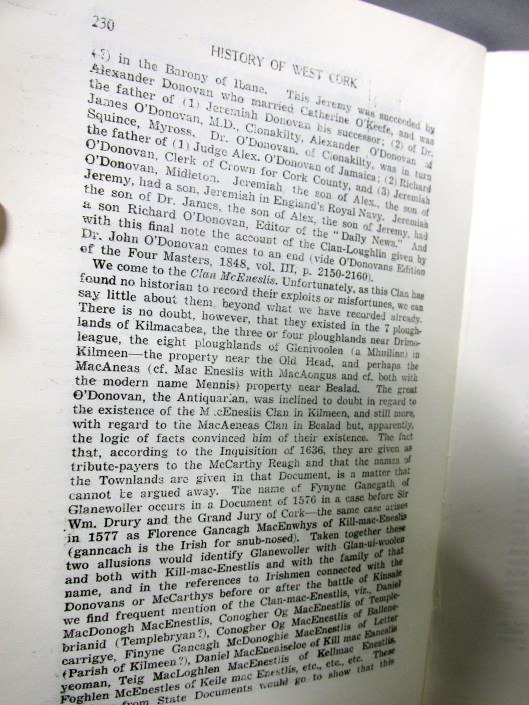 230
HISTORY OF WEST CORK
(?) in the Barony of Ibane. This Jeremy was succeeded by
Alexander Donovan who married Catherine O'Keefe, and was
the father of (1) Jeremiah Donovan his successor; (2) of Dr.
James O'Donovan, M.D., Clonakilty, Alexander O'Donovan of
Squince, Myross. Dr. O'Donovan, of Clonakilty, was in turn
the father of (1) Judge Alex. O'Donovan of Jamaica; (2) Richard
O'Donovan, Clerk of Crown for Cork County, and (3) Jeremiah
O'Donovan, Midleton. Jeremiah, the son of Alex., the son of
Jeremy, had a son, Jeremiah in England's Royal Navy. Jeremiah
the son of Dr. James, the son of Alex, the son of Jeremy, had
a son Richard O'Donovan, Editor of the "Daily News." And
with this final note the account of the Clan-Loughlin given by
Dr. John O'Donovan comes to an end (vide O'Donovans Edition
of the Four Masters, 1848, vol. III, p. 2150-2160).
We come to the Clan McEneslis. Unfortunately, as this Clan has
found no historian to record their exploits or misfortunes, we can
say little about them, beyond what we have recorded already.
There is no doubt, however, that they existed in the 7 plough-
lands of Kilmacabea, the three or four ploughlands near Drimo-
league, the eight ploughlands of Glenivoolen (a Mhuilinn) in
Kilmeen—the property near the Old Head, and perhaps the
MacAneas (cf. Mac Eneslis with MacAongus and cf. both with
the modern name Mennis) property near Bealad. The great
O'Donovan, the Antiquarian, was inclined to doubt in regard to
the existence of the McEneslis Clan in Kilmeen, and still more,
with regard to the MacAeneas Clan in Bealad but, apparently,
the logic of facts convinced him of their existence. The fact
that, according to the Inquisition of 1636, they are given as
tribute-payers to the McCarthy Reagh and that the names of
the Townlands are given in that Document, is a matter that
cannot be argued away. The name of Fynyne Gancgath of
Glanewoller occurs in a Document of 1576 in a case before Sir
Wm. Drury and the Grand Jury of Cork—the same case arises
in 1577 as Florence Gancagh MacEnwhys of Kill-mac-Eneslis
(ganncach is the Irish for snub-nosed). Taken together these
two allusions would identify Glanewoller with Glan-ui-woolen
and both with Kill-mac-Enestlis and with the family of that
name, and in the references to Irishmen connected with the
Donovans or McCarthys before or after the battle of Kinsale
we find frequent mention of the Clan-mac-Enestlis, viz., Daniel
MacDonogh MacEnestlis, Conogher Og MacEnestlis of Temple-
brianid (Templebryan?), Conogher Og MacEnestlis of Ballene-
carrigye, Finyne Gancagh McDonoghie MacEnestlis of Letter
(Parish of Kilmeen?), Daniel MacEneaiseloe of Kill mac Eancalis
yeoman, Teig MacLoghlen MacEnestlis of Kellmac Enestlis.
Foghlen McEnestles of Keile mac Enestlis, etc., etc., etc. These
from State Documents would go to show that this